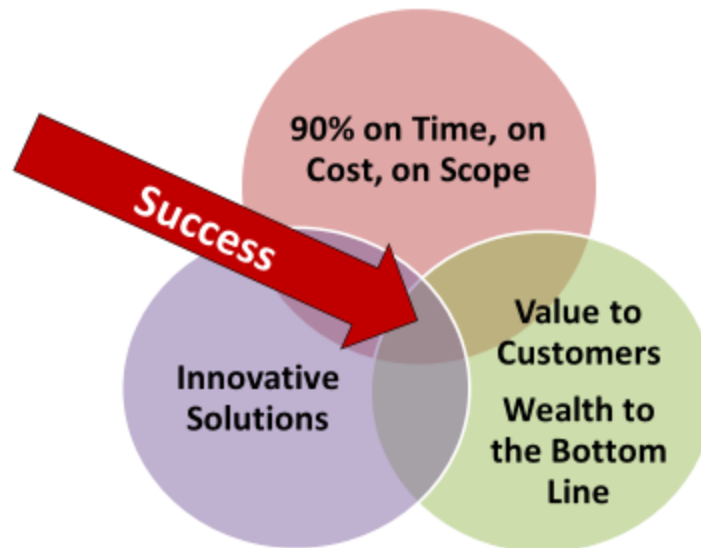 90% on Time, on
Cost, on Scope
Success
Innovative
Solutions
Value to
Customers
Wealth to
the Bottom
Line